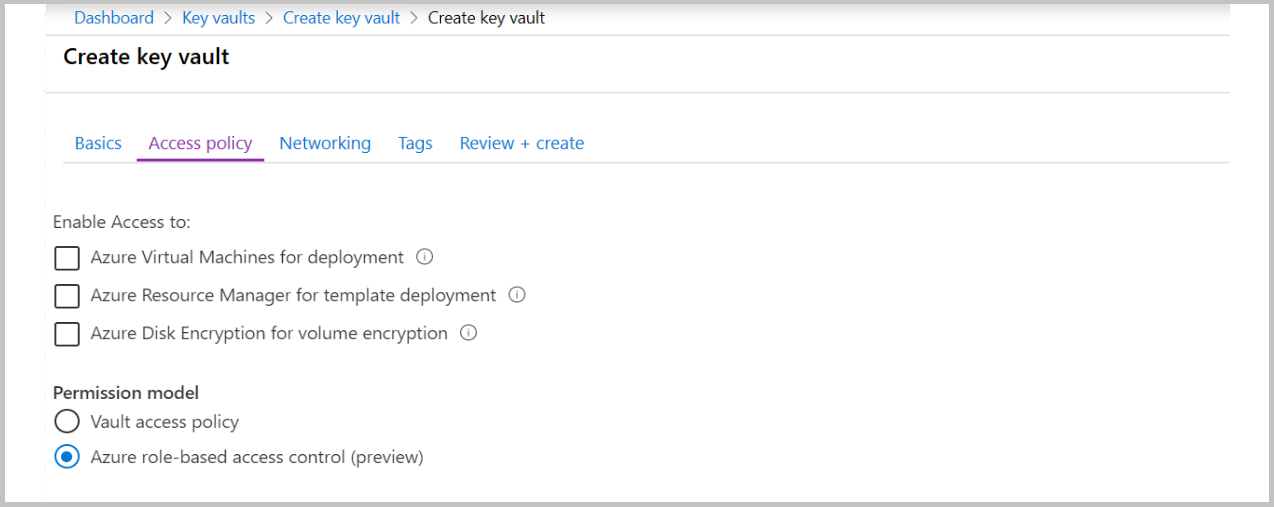 Dashboard > Key vaults > Create key vault > Create key vault
Create key vault
Basics Access policy Networking Tags Review + create
Enable Access to:
Azure Virtual Machines for deployment
Azure Resource Manager for template deployment
Azure Disk Encryption for volume encryption
Permission model
Vault access policy
Azure role-based access control (preview)